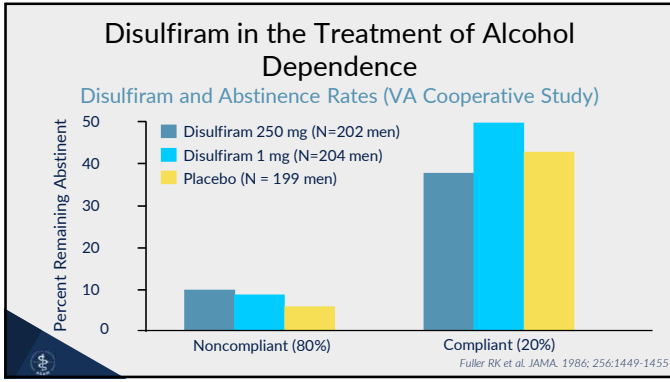 Disulfiram in the Treatment of Alcohol
Dependence
Disulfiram and Abstinence Rates (VA Cooperative Study)
Percent Remaining Abstinent
50
40
30
20
10
0
Disulfiram 250 mg (N=202 men)
Disulfiram 1 mg (N=204 men)
Placebo (N = 199 men)
Noncompliant (80%)
Compliant (20%)
Fuller RK et al. JAMA. 1986; 256:1449-1455